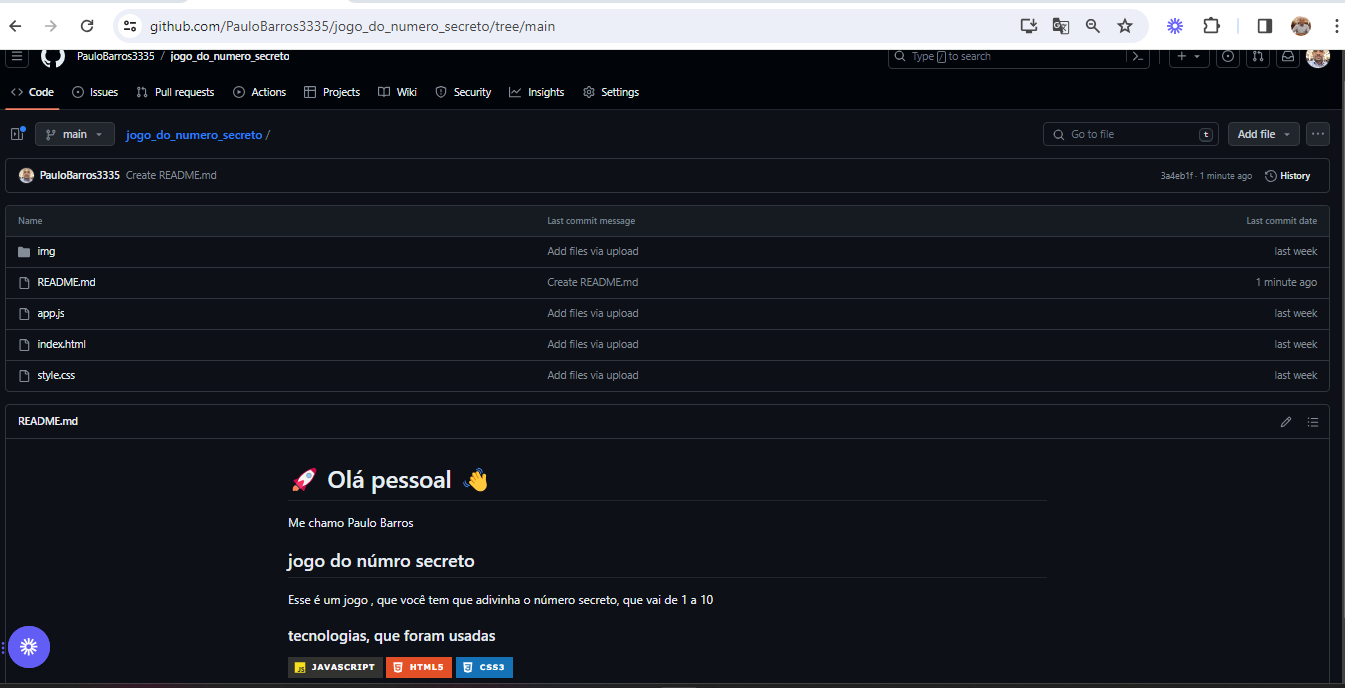 github.com/PauloBarros3335/jogo_do_numero_secreto/tree/main
PauloBarros3335 / jogo_do_numero_secreto
Type / to search
Code Issues Pull requests Actions Projects Wiki Security Insights Settings
main jogo_do_numero_secreto /
Go to file t Add file
PauloBarros3335 Create README.md 3a4eb1f · 1 minute ago History
Name Last commit message Last commit date
img Add files via upload last week
README.md Create README.md 1 minute ago
app.js Add files via upload last week
index.html Add files via upload last week
style.css Add files via upload last week
README.md
🚀 Olá pessoal 👋
Me chamo Paulo Barros
jogo do númro secreto
Esse é um jogo , que você tem que adivinha o número secreto, que vai de 1 a 10
tecnologias, que foram usadas
JS JAVASCRIPT HTML5 CSS3